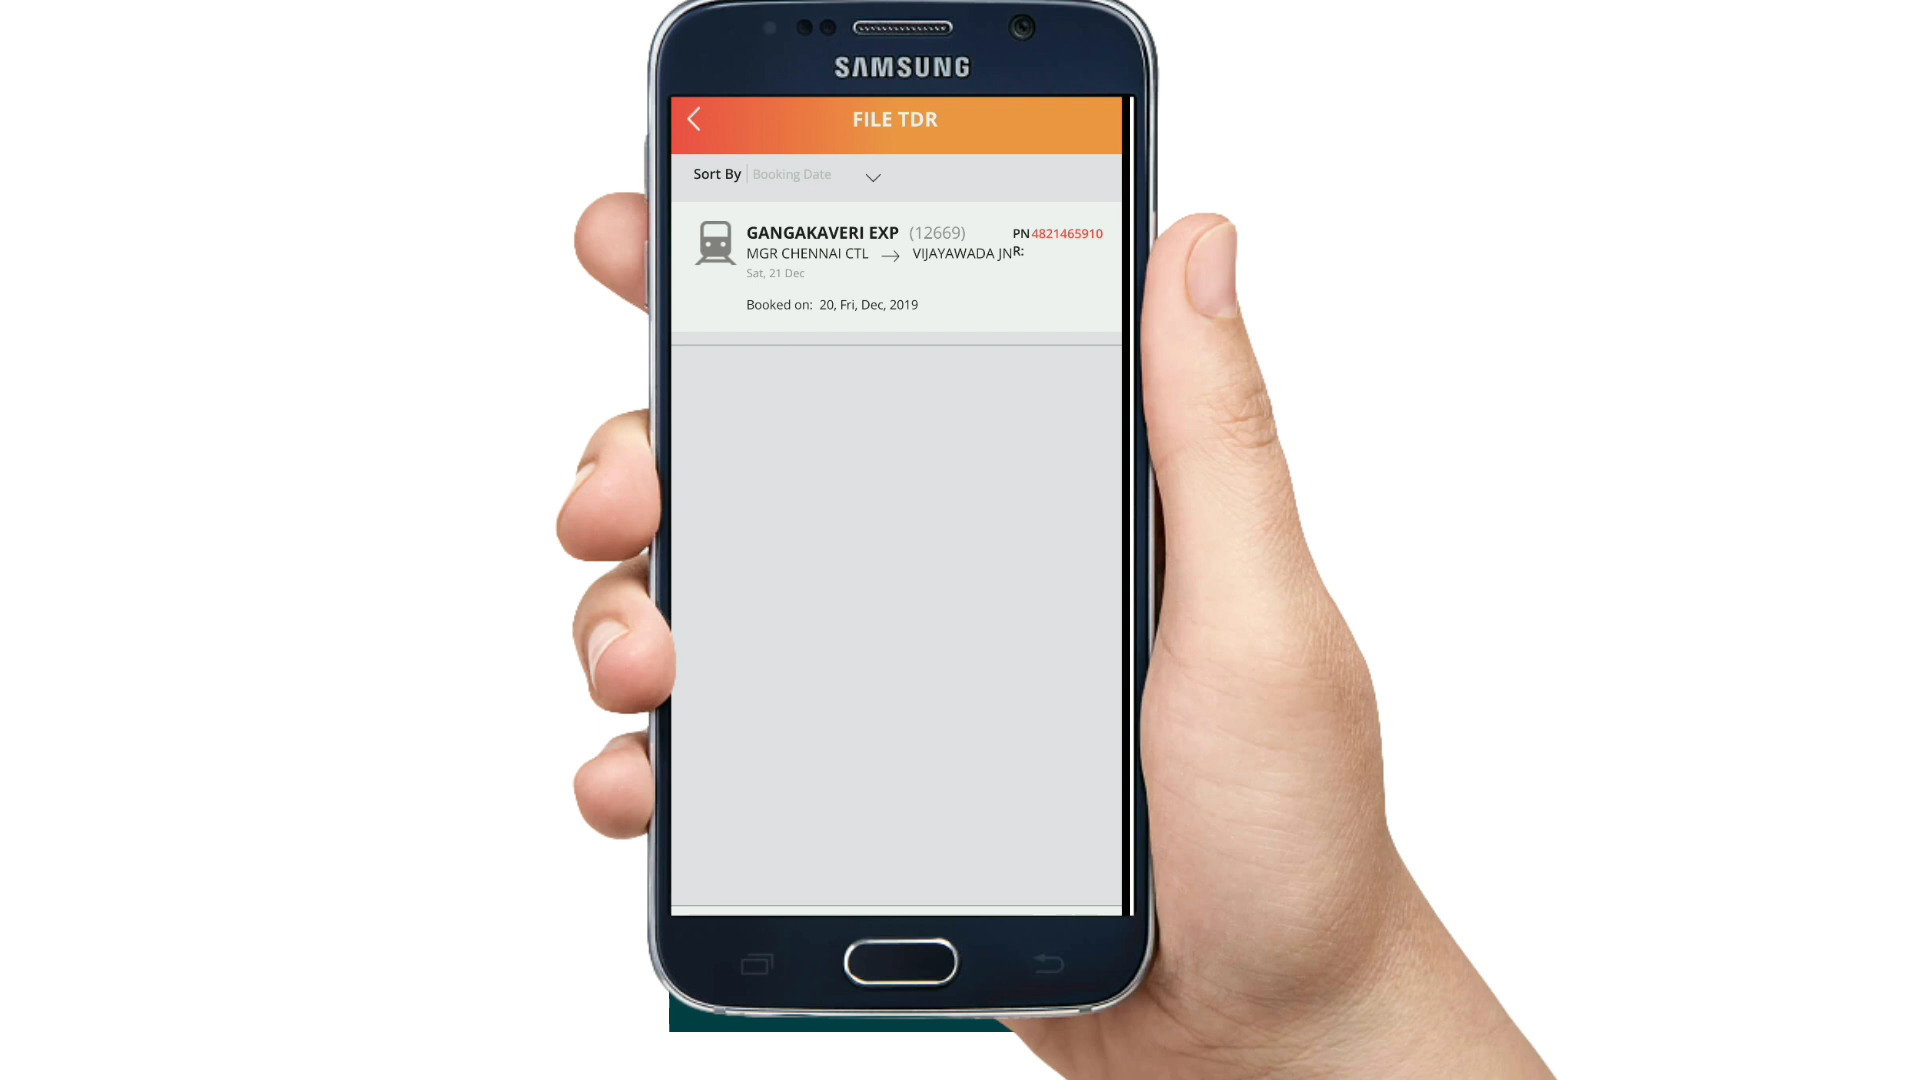 SAMSUNG
FILE TDR
Sort By Booking Date
GANGAKAVERI EXP (12669) PN 4821465910
MGR CHENNAI CTL → VIJAYAWADA JN R:
Sat, 21 Dec
Booked on: 20, Fri, Dec, 2019